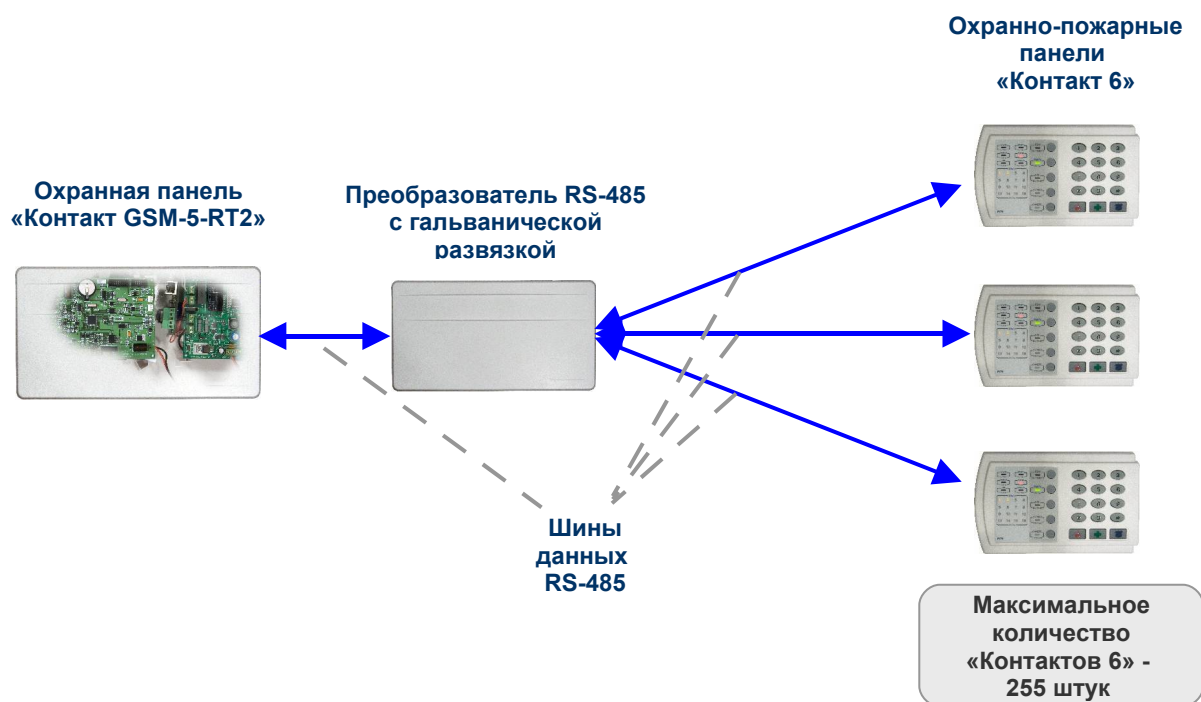 Охранно-пожарные
панели
«Контакт 6»
Охранная панель
«Контакт GSM-5-RT2»
Преобразователь RS-485
с гальванической
развязкой
Шины
данных
RS-485
Максимальное
количество
«Контактов 6» -
255 штук